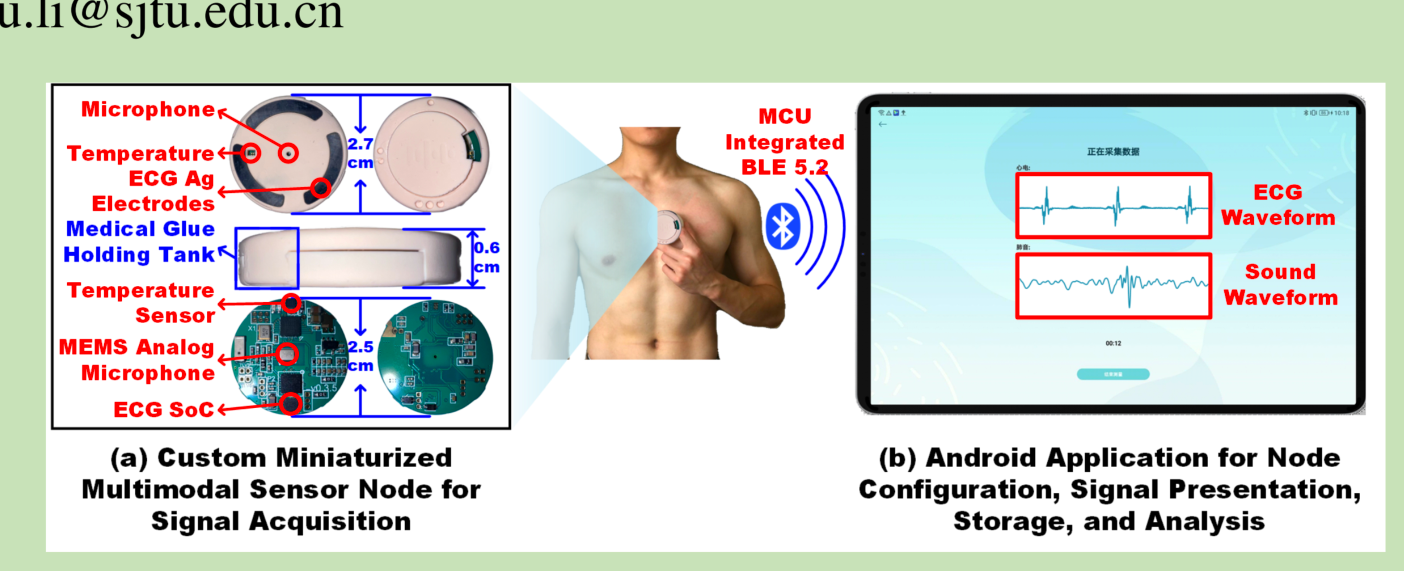 u.li@sjtu.edu.cn
Microphone
Temperature
ECG Ag
Electrodes
Medical Glue
Holding Tank
Temperature
Sensor
MEMS Analog
Microphone
ECG SoC
2.7
cm
0.6
cm
2.5
cm
MCU
Integrated
BLE 5.2
10:18
正在采集数据
心电:
肺音:
00:12
ECG
Waveform
Sound
Waveform
(a) Custom Miniaturized
Multimodal Sensor Node for
Signal Acquisition
(b) Android Application for Node
Configuration, Signal Presentation,
Storage, and Analysis